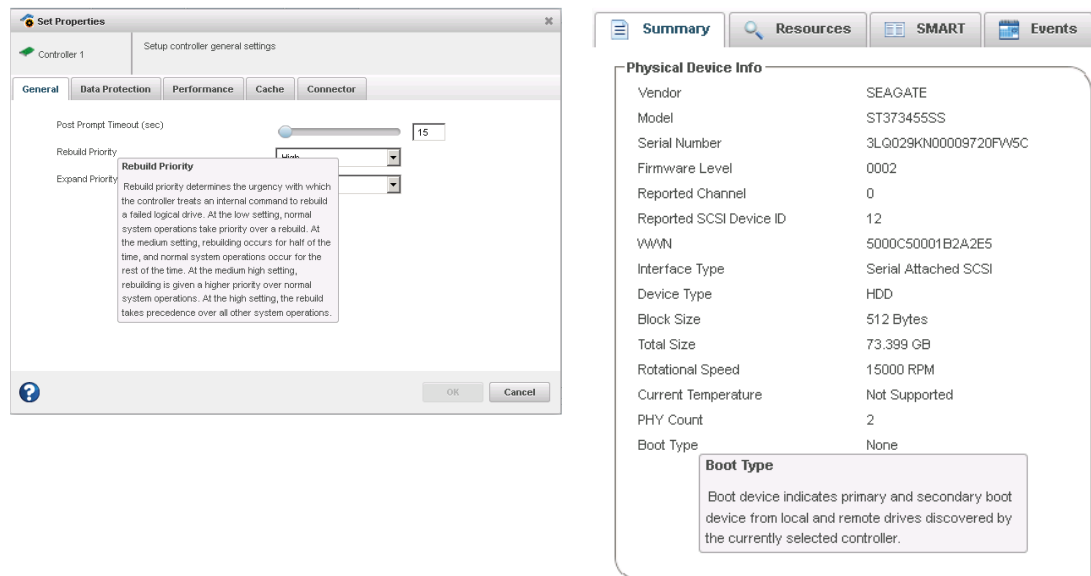 Set Properties
Controller 1
Setup controller general settings
General Data Protection Performance Cache Connector
Post Prompt Timeout (sec) 15
Rebuild Priority High
Expand Priority
Rebuild Priority
Rebuild priority determines the urgency with which
the controller treats an internal command to rebuild
a failed logical drive. At the low setting, normal
system operations take priority over a rebuild. At
the medium setting, rebuilding occurs for half of the
time, and normal system operations occur for the
rest of the time. At the medium high setting,
rebuilding is given a higher priority over normal
system operations. At the high setting, the rebuild
takes precedence over all other system operations.
OK Cancel
Summary Resources SMART Events
Physical Device Info
Vendor SEAGATE
Model ST373455SS
Serial Number 3LQ029KN00009720FW5C
Firmware Level 0002
Reported Channel 0
Reported SCSI Device ID 12
WWN 5000C50001B2A2E5
Interface Type Serial Attached SCSI
Device Type HDD
Block Size 512 Bytes
Total Size 73.399 GB
Rotational Speed 15000 RPM
Current Temperature Not Supported
PHY Count 2
Boot Type None
Boot Type
Boot device indicates primary and secondary boot
device from local and remote drives discovered by
the currently selected controller.